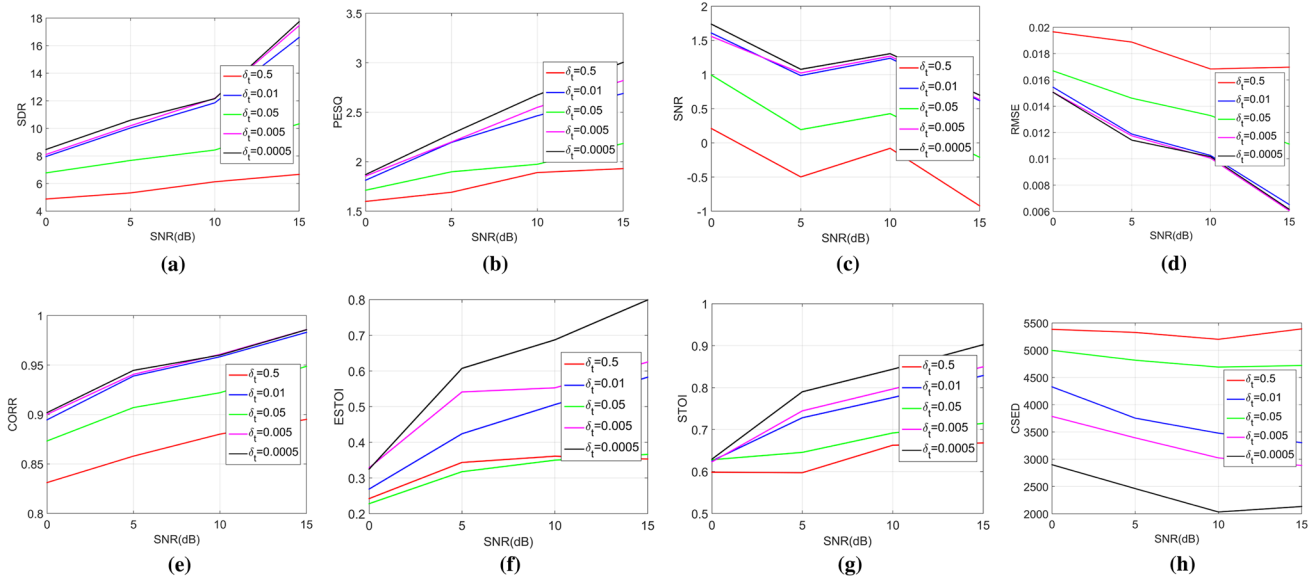 18
16
14
12
10
8
6
4
SDR
δt=0.5
δt=0.01
δt=0.05
δt=0.005
δt=0.0005
0 5 10 15
SNR(dB)
(a)
3.5
3
2.5
2
1.5
PESQ
δt=0.5
δt=0.01
δt=0.05
δt=0.005
δt=0.0005
0 5 10 15
SNR(dB)
(b)
2
1.5
1
0.5
0
-0.5
-1
SNR
δt=0.5
δt=0.01
δt=0.05
δt=0.005
δt=0.0005
0 5 10 15
SNR(dB)
(c)
0.02
0.018
0.016
0.014
0.012
0.01
0.008
0.006
RMSE
δt=0.5
δt=0.01
δt=0.05
δt=0.005
δt=0.0005
0 5 10 15
SNR(dB)
(d)
1
0.95
0.9
0.85
0.8
CORR
δt=0.5
δt=0.01
δt=0.05
δt=0.005
δt=0.0005
0 5 10 15
SNR(dB)
(e)
0.8
0.7
0.6
0.5
0.4
0.3
0.2
ESTOI
δt=0.5
δt=0.01
δt=0.05
δt=0.005
δt=0.0005
0 5 10 15
SNR(dB)
(f)
1
0.9
0.8
0.7
0.6
0.5
STOI
δt=0.5
δt=0.01
δt=0.05
δt=0.005
δt=0.0005
0 5 10 15
SNR(dB)
(g)
5500
5000
4500
4000
3500
3000
2500
2000
CSED
δt=0.5
δt=0.01
δt=0.05
δt=0.005
δt=0.0005
0 5 10 15
SNR(dB)
(h)